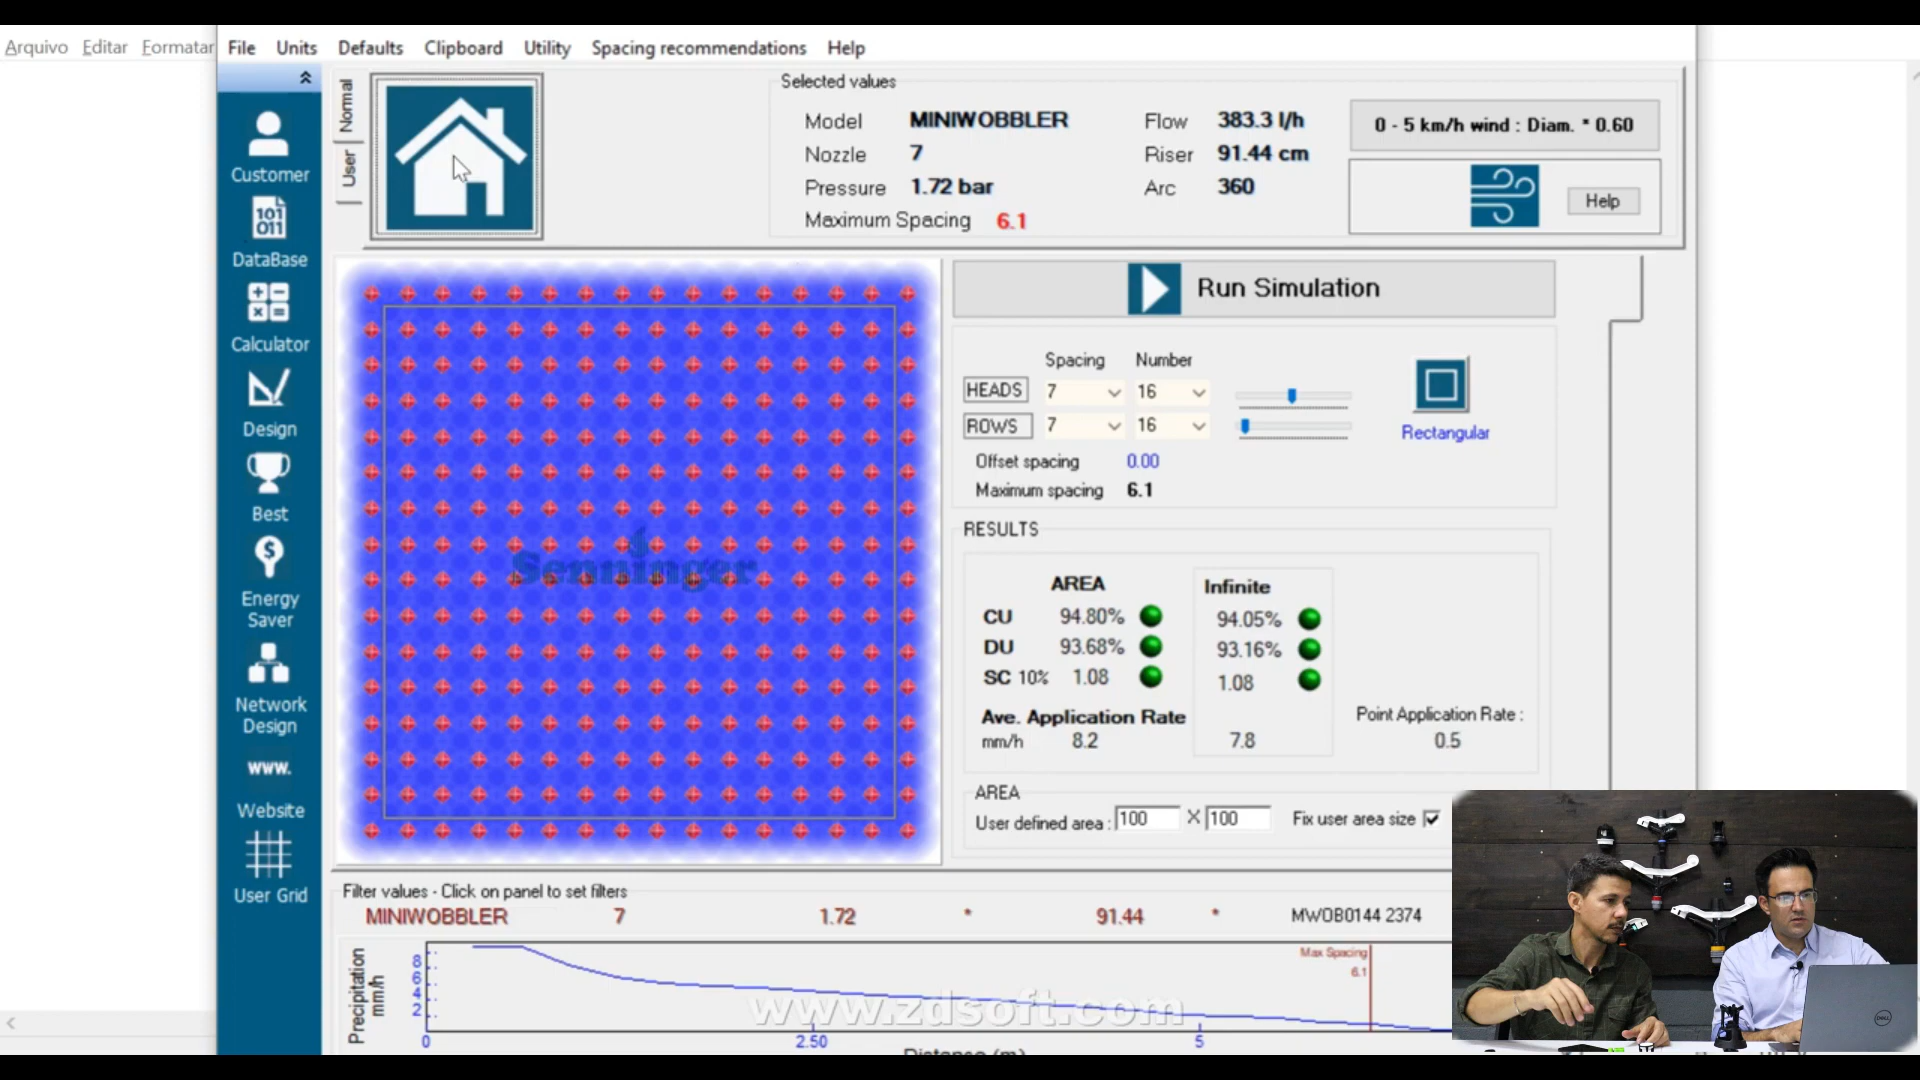 Arquivo Editar Formatar
File Units Defaults Clipboard Utility Spacing recommendations Help
Normal
User
Selected values
Model MINIWOBBLER Flow 383.3 l/h
Nozzle 7 Riser 91.44 cm
Pressure 1.72 bar Arc 360
Maximum Spacing 6.1
0 - 5 km/h wind : Diam. * 0.60
Help
Customer
101
011
DataBase
Calculator
Design
Best
Energy
Saver
Network
Design
www.
Website
User Grid
Senninger
Run Simulation
Spacing Number
HEADS 7 16
ROWS 7 16
Rectangular
Offset spacing 0.00
Maximum spacing 6.1
RESULTS
AREA Infinite
CU 94.80% 94.05%
DU 93.68% 93.16%
SC 10% 1.08 1.08
Ave. Application Rate
mm/h 8.2 7.8
Point Application Rate :
0.5
AREA
User defined area : 100 X 100 Fix user area size
Filter values - Click on panel to set filters
MINIWOBBLER 7 1.72 * 91.44 * MWOB0144 2374
Precipitation
mm/h
8
6
4
2
Max Spacing
6.1
www.zdsoft.com
0 2.50 5
Distance (m)
DELL